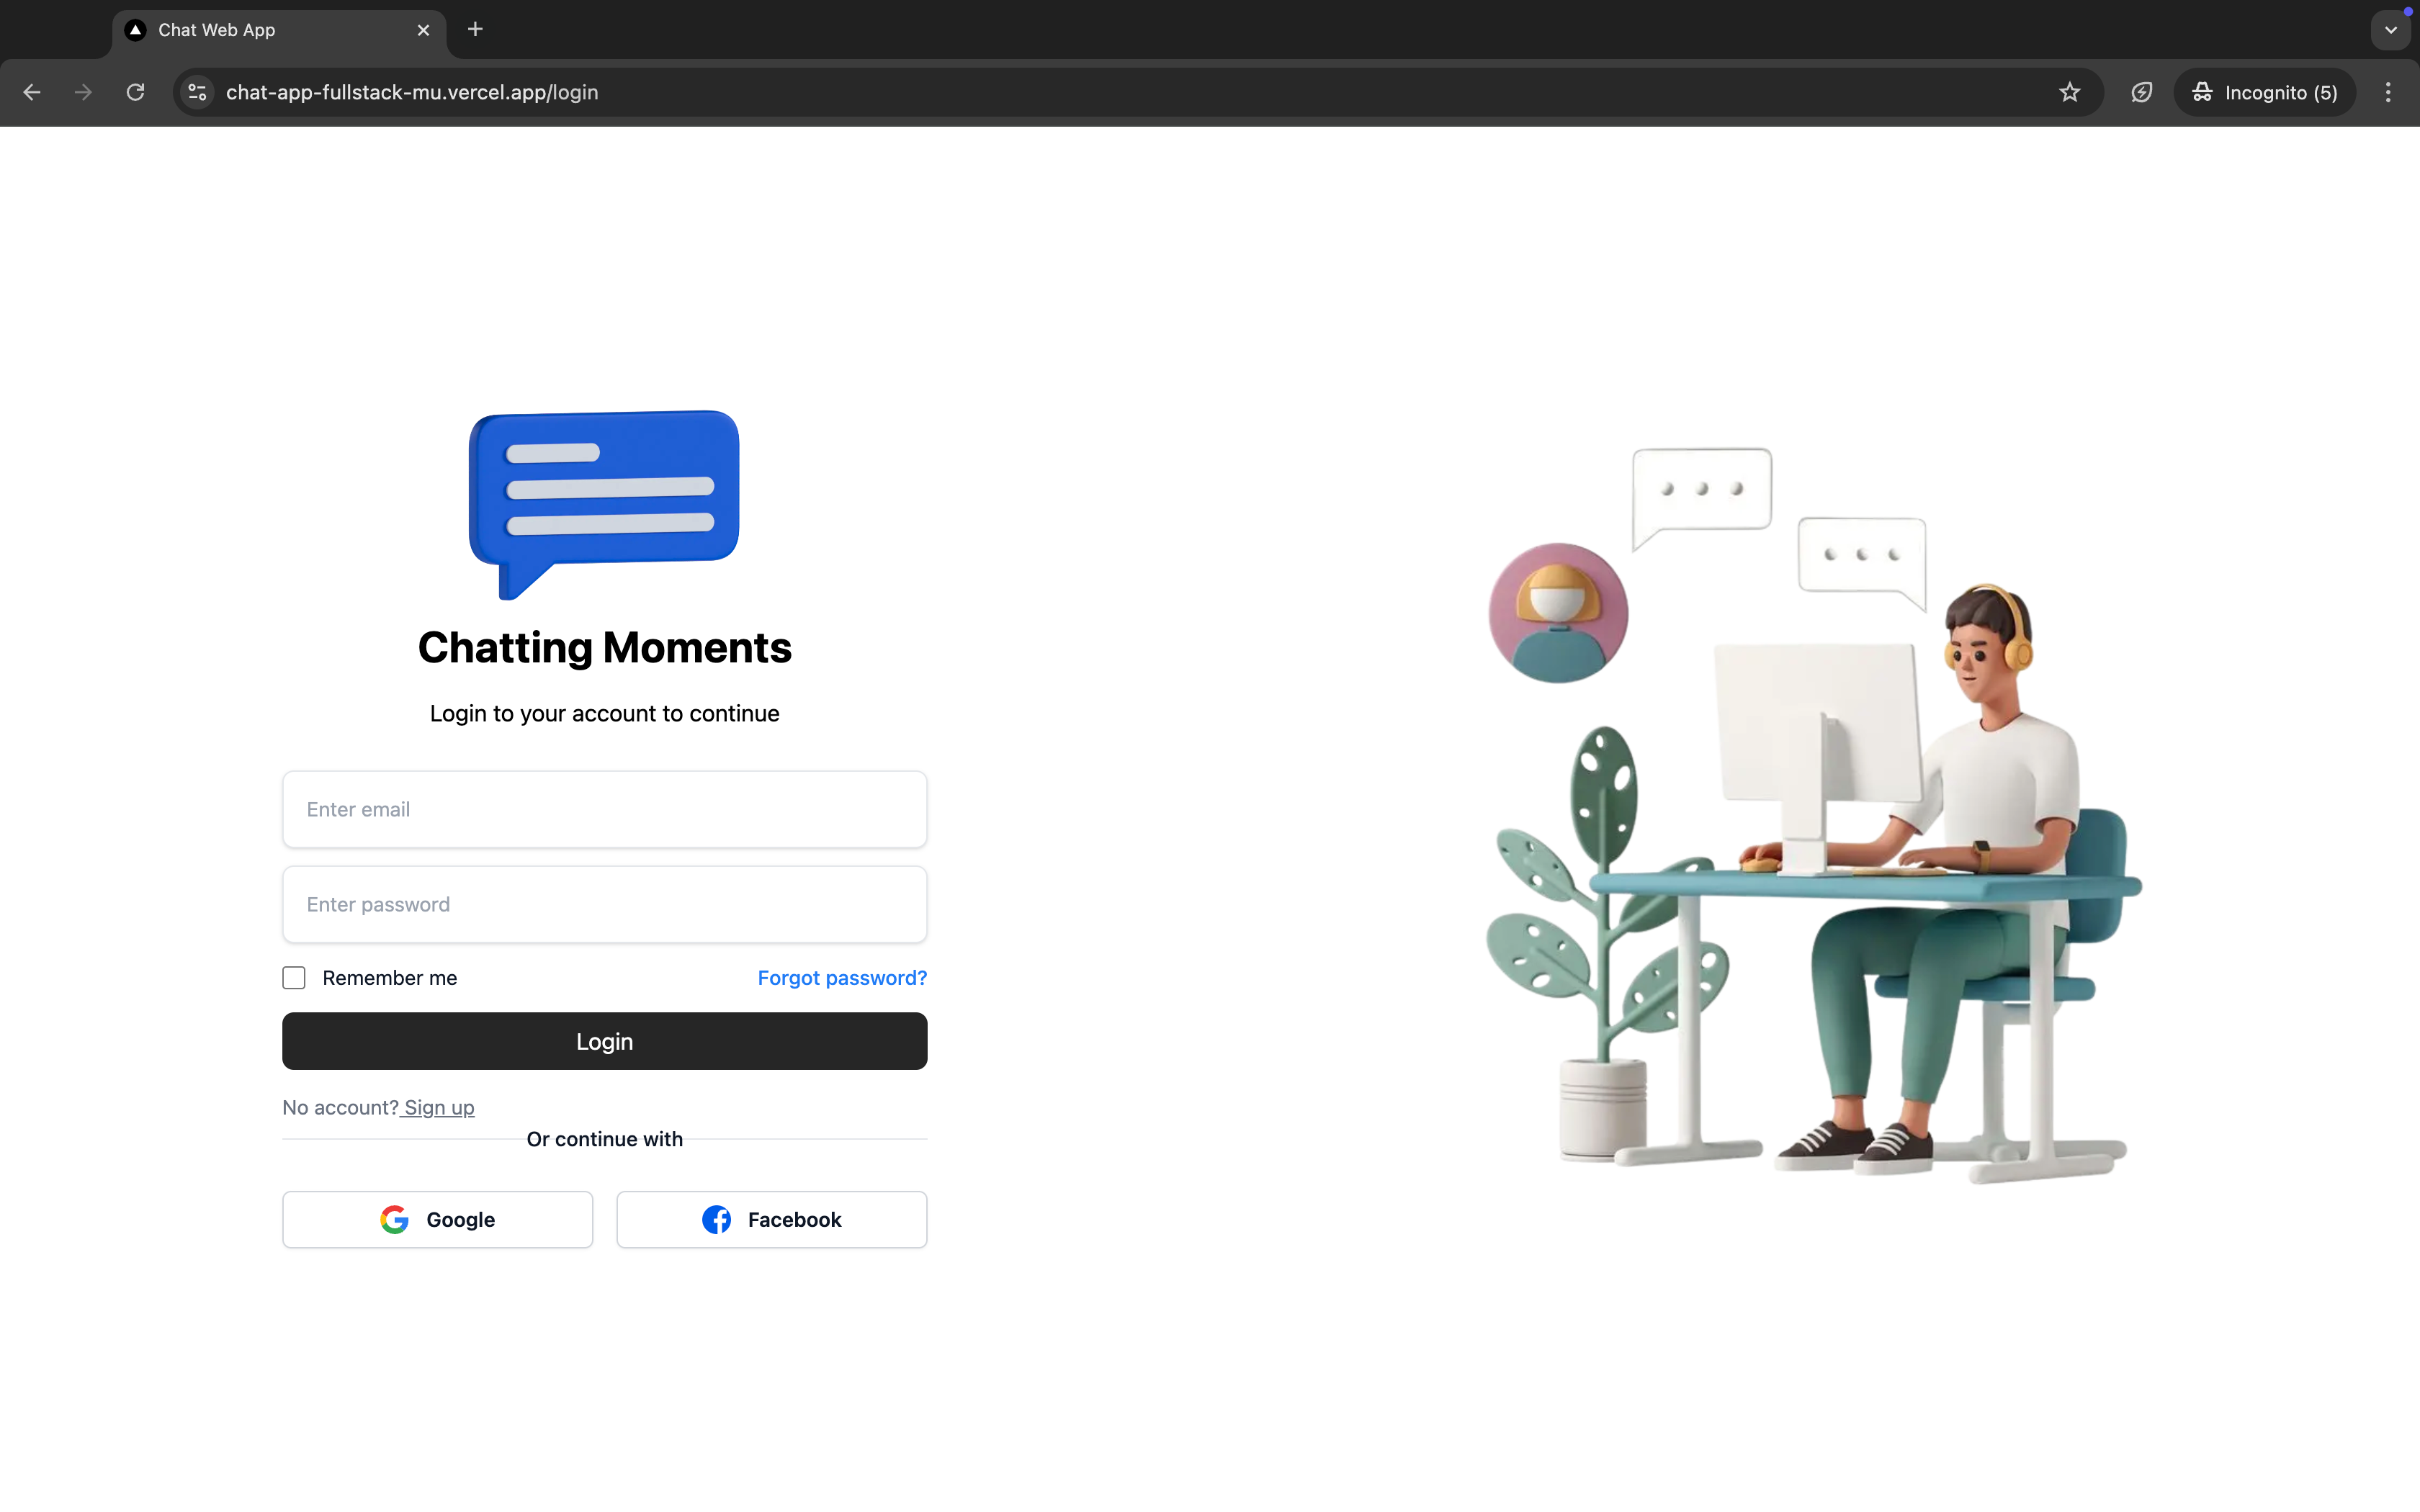 Chat Web App
chat-app-fullstack-mu.vercel.app/login
Incognito (5)
Chatting Moments
Login to your account to continue
Enter email
Enter password
Remember me
Forgot password?
Login
No account? Sign up
Or continue with
Google
Facebook